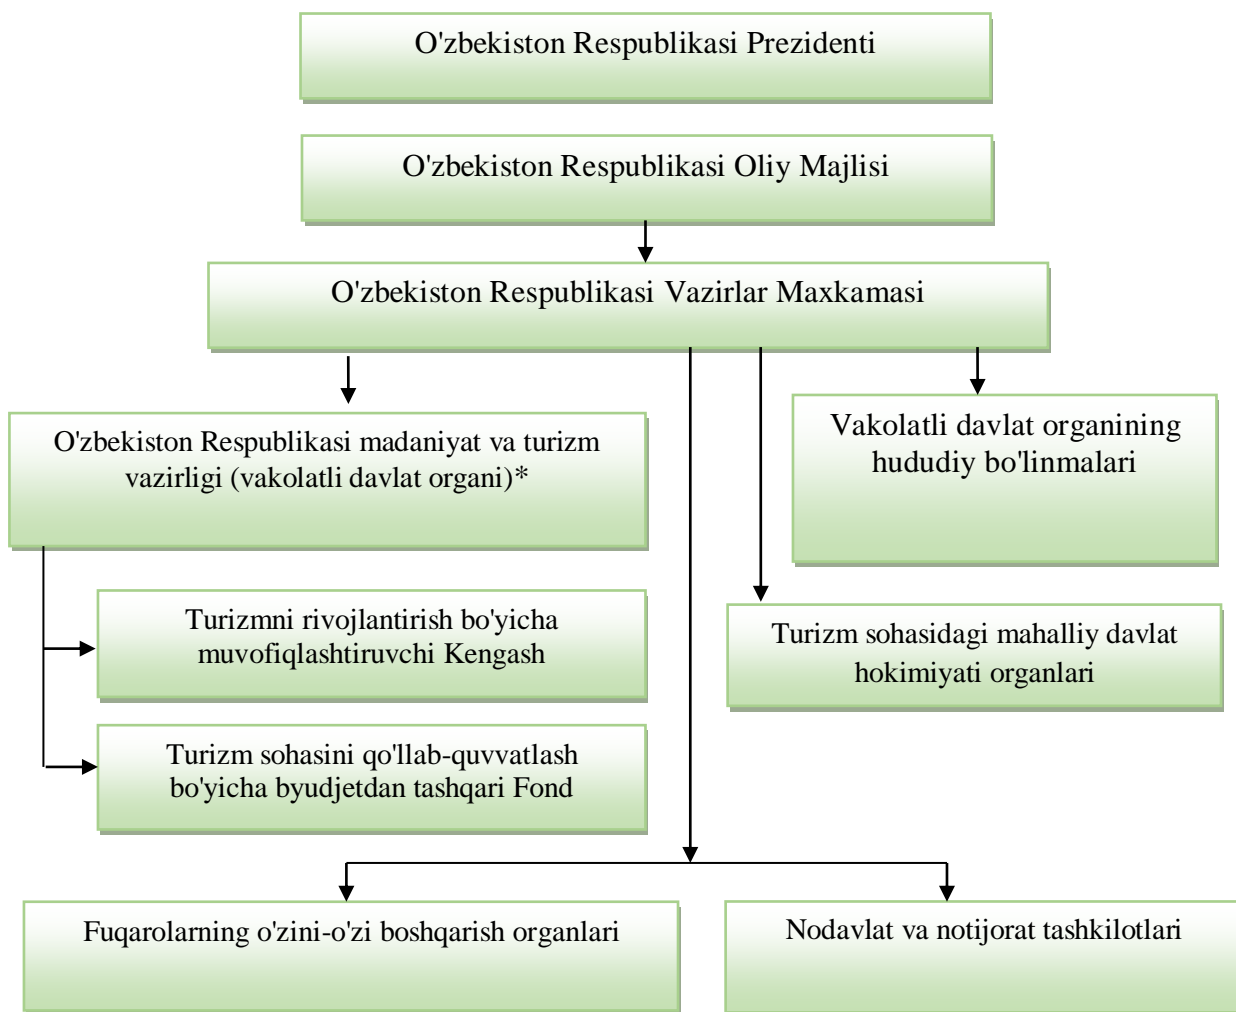 O'zbekiston Respublikasi Prezidenti
O'zbekiston Respublikasi Oliy Majlisi
O'zbekiston Respublikasi Vazirlar Maxkamasi
O'zbekiston Respublikasi madaniyat va turizm
vazirligi (vakolatli davlat organi)*
Vakolatli davlat organining
hududiy bo'linmalari
Turizmni rivojlantirish bo'yicha
muvofiqlashtiruvchi Kengash
Turizm sohasidagi mahalliy davlat
hokimiyati organlari
Turizm sohasini qo'llab-quvvatlash
bo'yicha byudjetdan tashqari Fond
Fuqarolarning o'zini-o'zi boshqarish organlari
Nodavlat va notijorat tashkilotlari